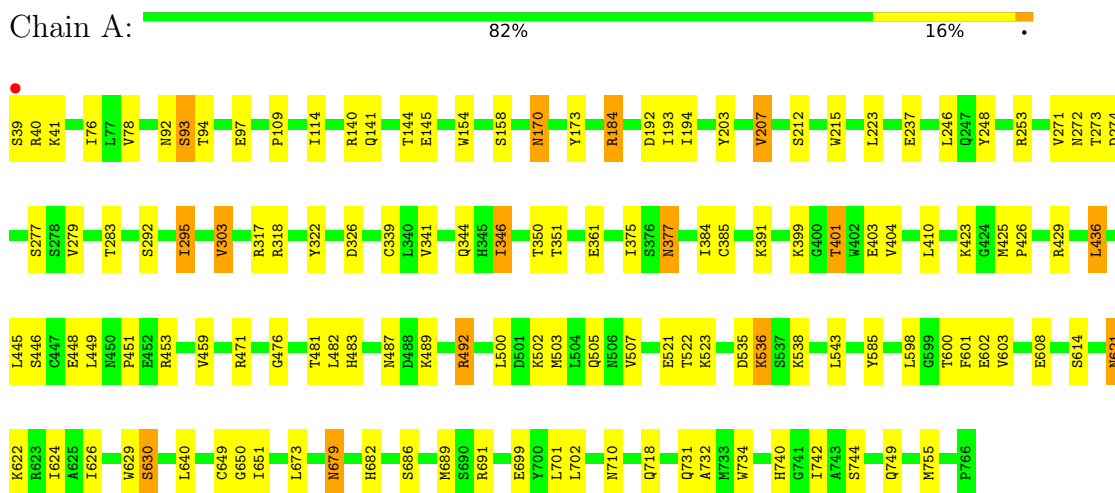 Chain A:
82% 16% •
S39 R40 K41 I76 L77 V78 N92 S93 T94 E97 P109 I114 R140 Q141 T144 E145 W154 S158 N170 Y173 R184 D192 I193 I194 Y203 V207 S212 W215 L223 E237 L246 Q247 Y248 R253 V271 N272 T273
S277 S278 V279 T283 S292 I295 V303 R317 R318 Y322 D326 C339 L340 V341 Q344 H345 I346 T350 T351 E361 I375 S376 N377 I384 C385 K391 K399 G400 T401 W402 E403 V404 L410 K423 G424 M425 P426 R429 L436
L445 S446 C447 E448 L449 N450 P451 E452 R453 V459 R471 G476 T481 L482 H483 N487 D488 K489 R492 L500 D501 K502 M503 L504 Q505 N506 V507 E521 T522 K523 D535 K536 S537 K538 L543 Y585 L598 G599 T600 F601 E602 V603 E608 S614 N621
K622 R623 I624 A625 I626 W629 S630 L640 C649 G650 I651 L673 N679 H682 S686 M689 S690 R691 E699 Y700 L701 L702 N710 Q718 Q731 A732 M733 W734 H740 G741 I742 A743 S744 Q749 M755 P766